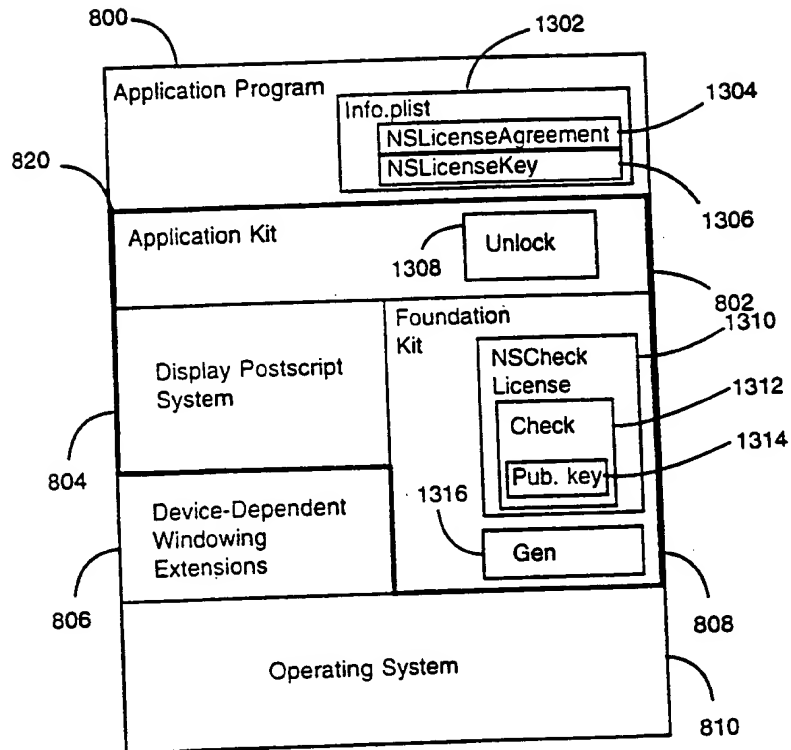 800
1302
Application Program
Info.plist
1304
NSLicenseAgreement
NSLicenseKey
820
1306
Application Kit
Unlock
1308
802
Foundation
Kit
1310
Display Postscript
System
NSCheck
License
1312
Check
1314
Pub. key
804
1316
Device-Dependent
Windowing
Extensions
Gen
806
808
Operating System
810